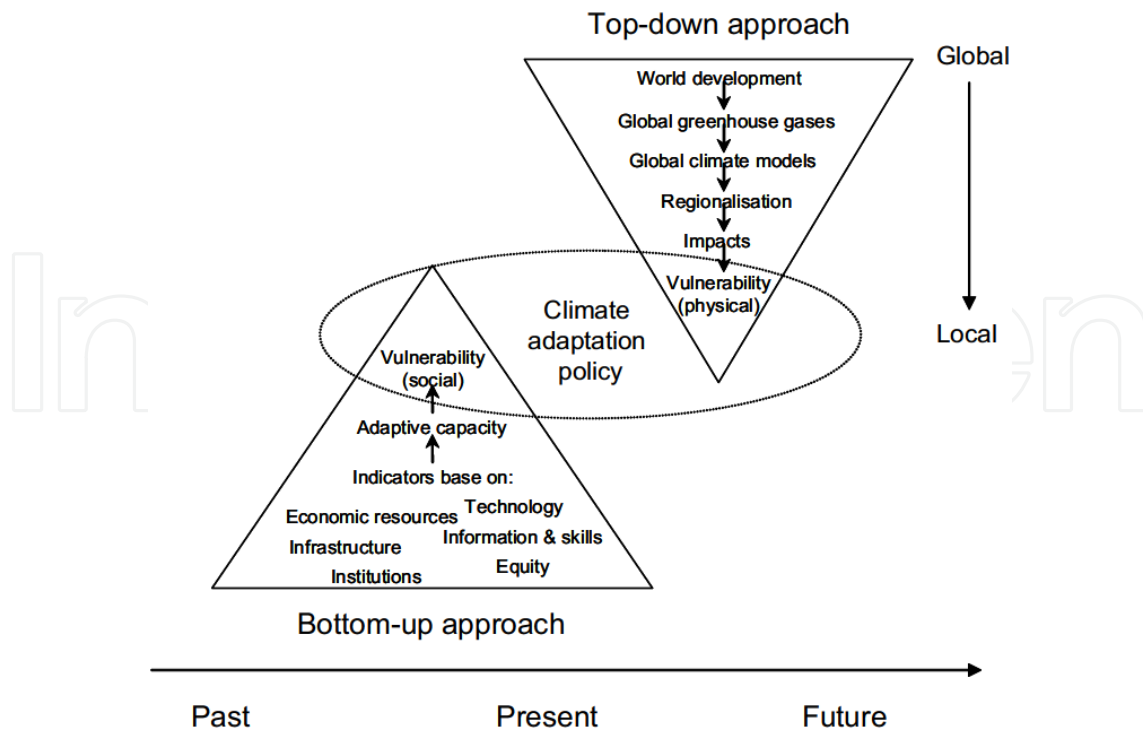 Top-down approach
Global
World development
Global greenhouse gases
Global climate models
Regionalisation
Impacts
Vulnerability
(physical)
Local
Climate
adaptation
policy
Vulnerability
(social)
Adaptive capacity
Indicators base on:
Technology
Economic resources
Information & skills
Infrastructure
Equity
Institutions
Bottom-up approach
Past Present Future